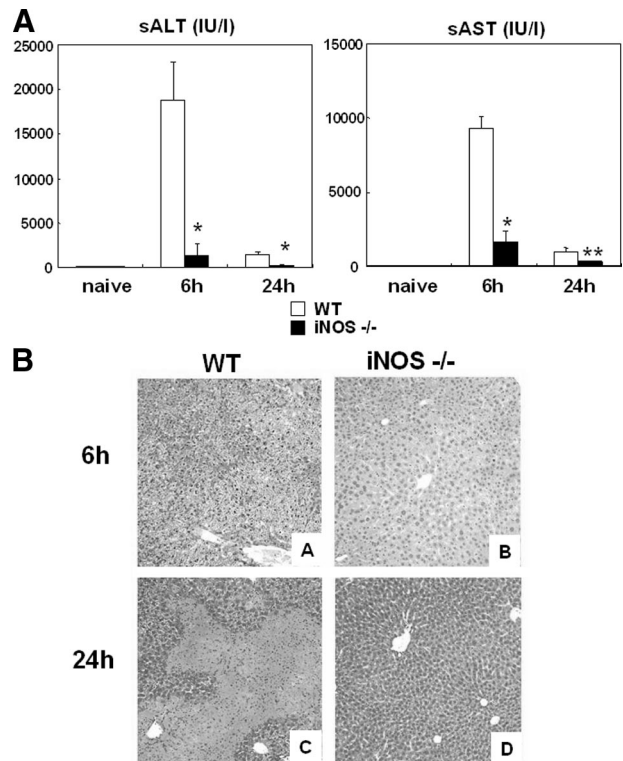 A
sALT (IU/l)
25000
20000
15000
10000
5000
0
*
*
naive
6h
24h
sAST (IU/l)
15000
10000
5000
0
*
**
naive
6h
24h
WT
iNOS -/-
B
WT
iNOS -/-
6h
A
B
24h
C
D